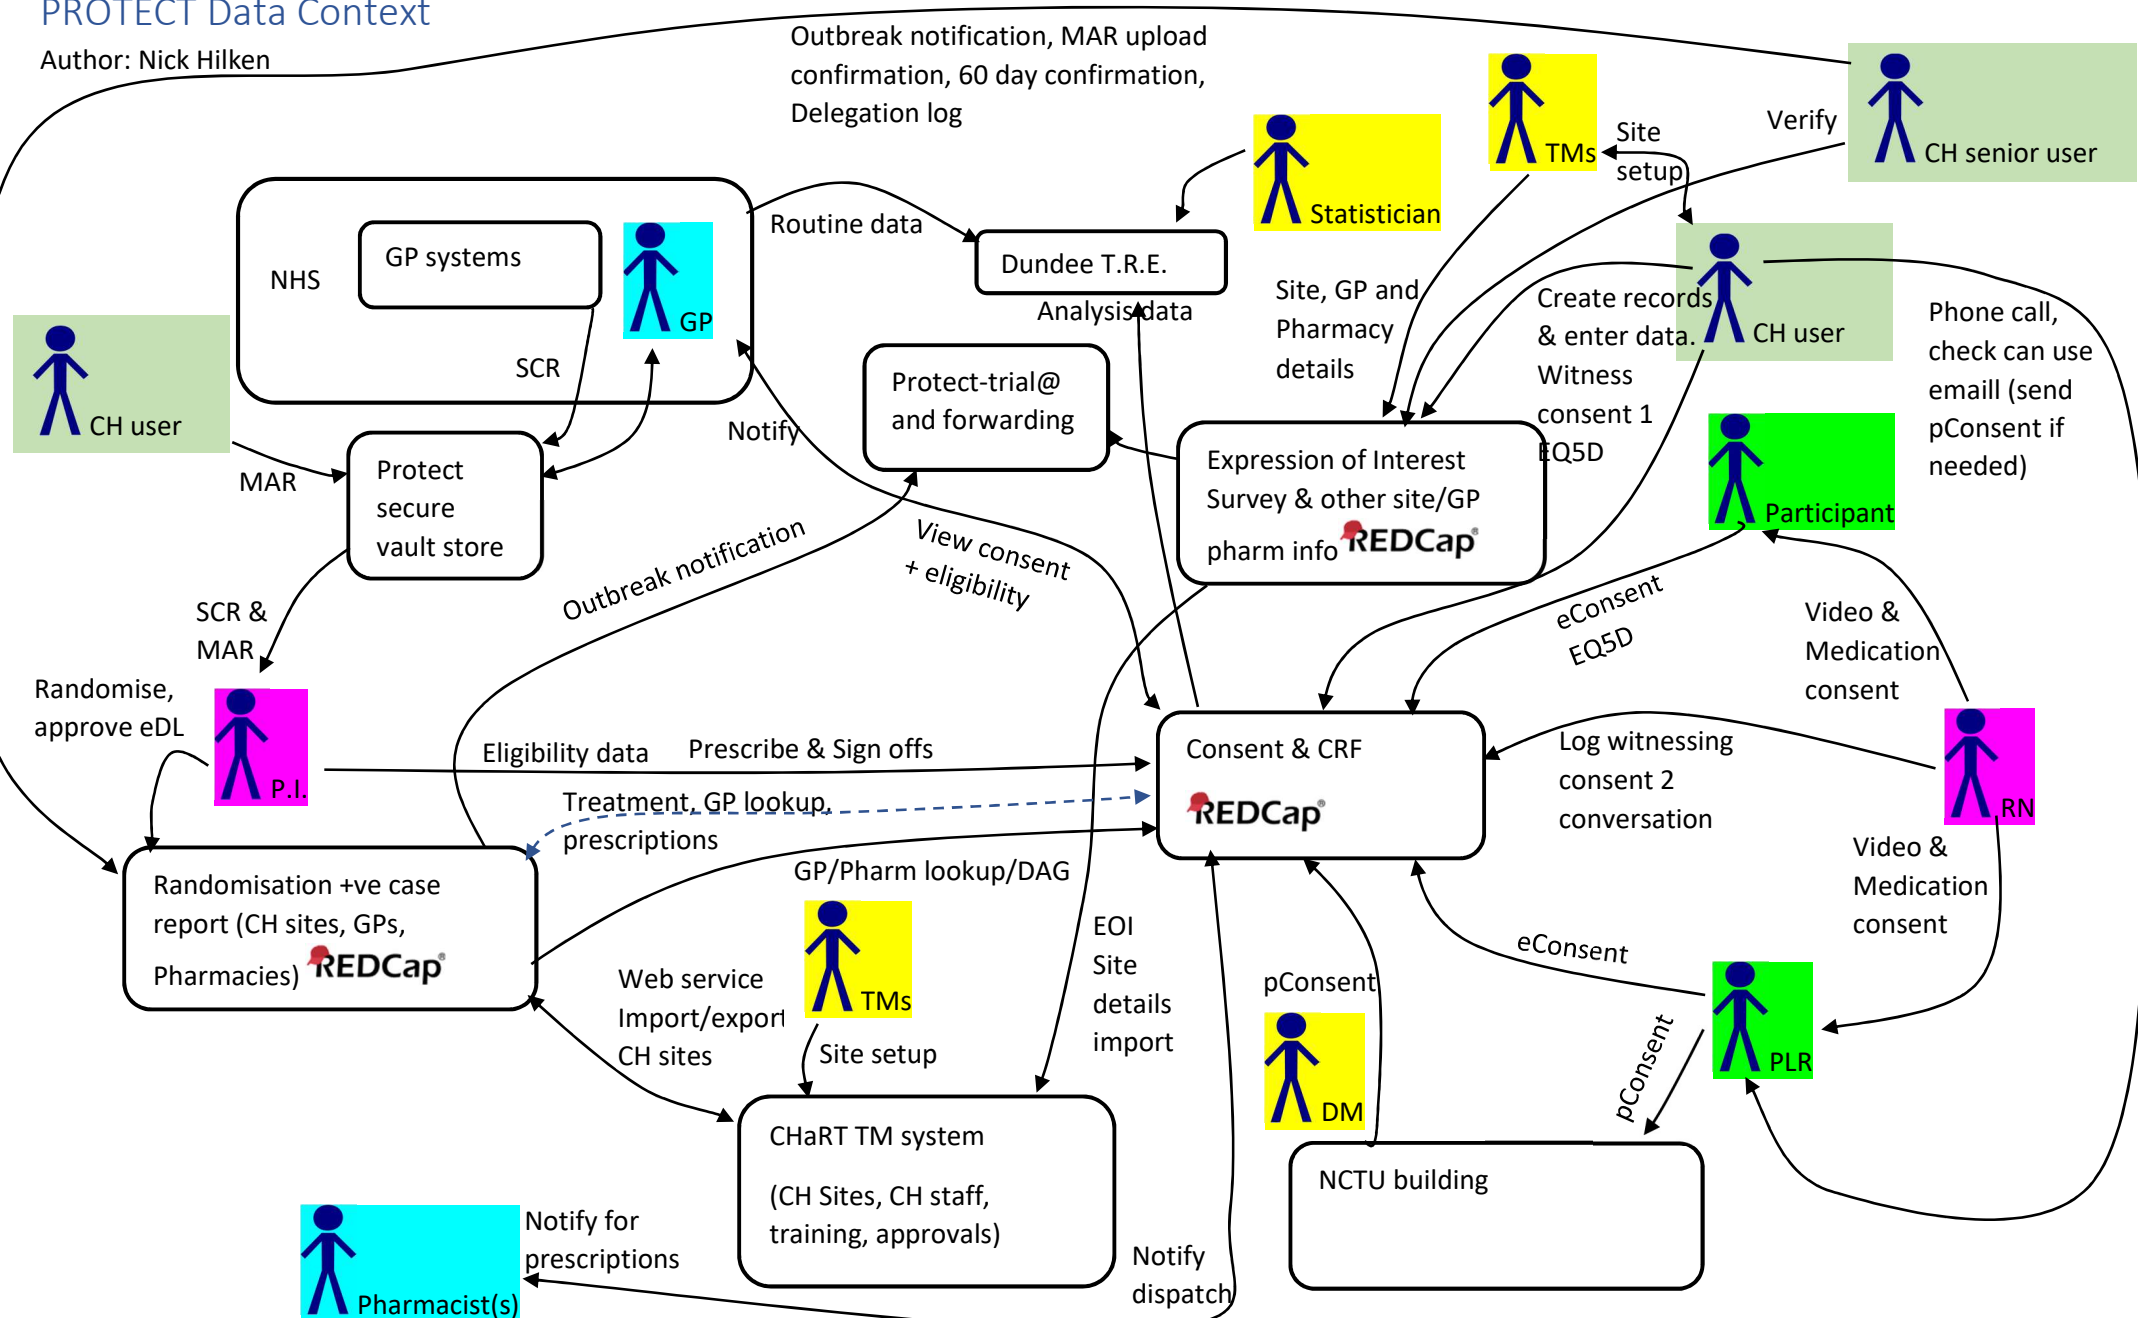 PROTECT Data Context
Author: Nick Hilken
Outbreak notification, MAR upload
confirmation, 60 day confirmation,
Delegation log
Statistician
TMs
Site
setup
Verify
CH senior user
NHS
GP systems
GP
SCR
Routine data
Dundee T.R.E.
Analysis data
CH user
MAR
Protect
secure
vault store
Notify
Protect-trial@
and forwarding
Site, GP and
Pharmacy
details
Create records
& enter data.
Witness
consent 1
EQ5D
CH user
Phone call,
check can use
emaill (send
pConsent if
needed)
Participant
Expression of Interest
Survey & other site/GP
pharm info REDCap®
Outbreak notification
View consent
+ eligibility
eConsent
EQ5D
Video &
Medication
consent
SCR &
MAR
Randomise,
approve eDL
P.I.
Eligibility data
Prescribe & Sign offs
Consent & CRF
REDCap®
Log witnessing
consent 2
conversation
RN
Treatment, GP lookup,
prescriptions
GP/Pharm lookup/DAG
Video &
Medication
consent
Randomisation +ve case
report (CH sites, GPs,
Pharmacies) REDCap®
Web service
Import/export
CH sites
TMs
Site setup
EOI
Site
details
import
pConsent
DM
eConsent
pConsent
PLR
CHaRT TM system
(CH Sites, CH staff,
training, approvals)
NCTU building
Notify for
prescriptions
Pharmacist(s)
Notify
dispatch